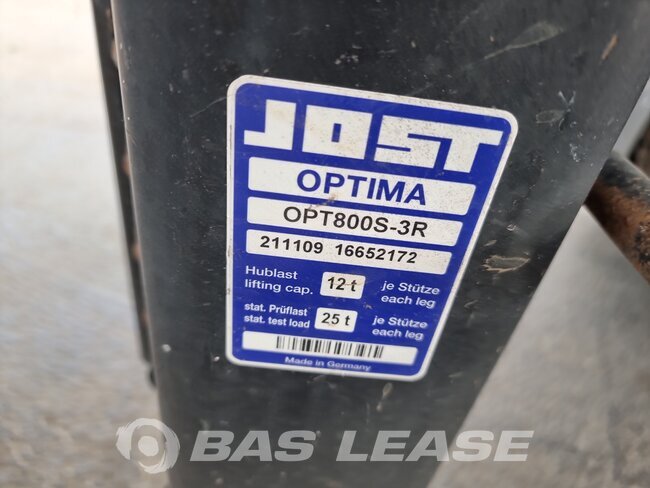 JOST
OPTIMA
OPT800S-3R
211109 16652172
Hublast
lifting cap. 12 t je Stütze
each leg
stat. Prüflast
stat. test load 25 t je Stütze
each leg
Made in Germany
BAS LEASE